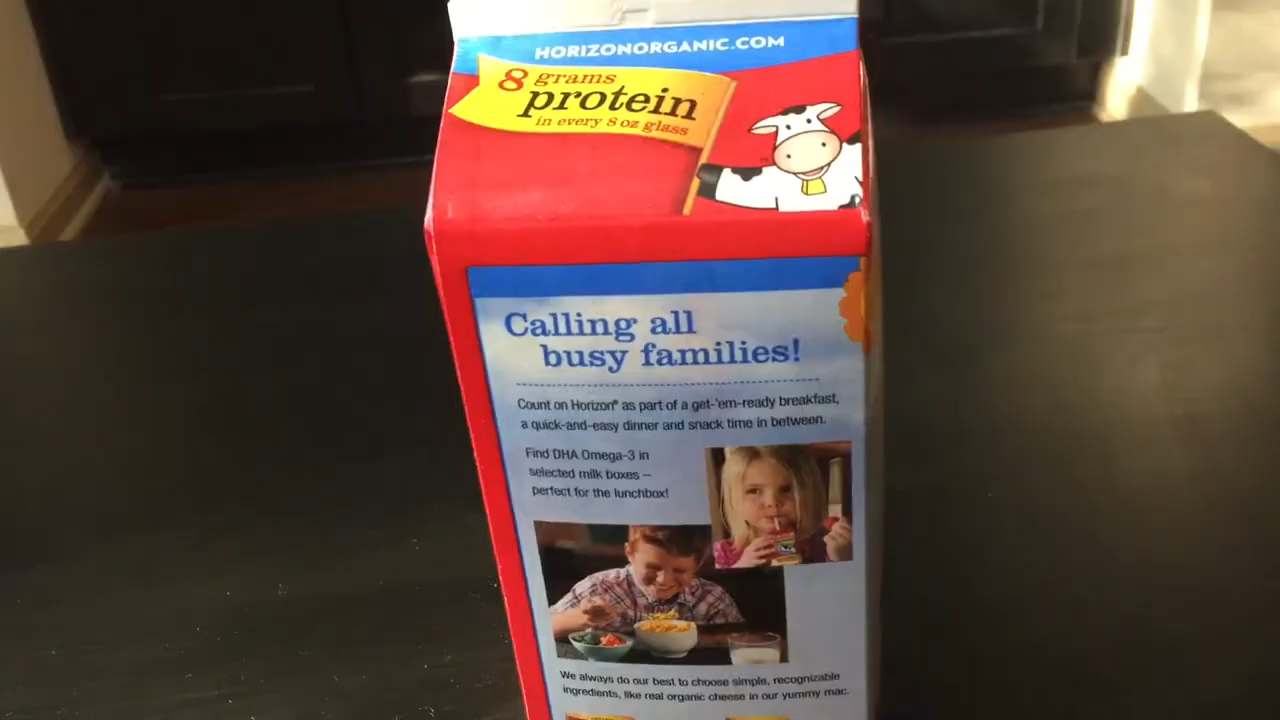 HORIZONORGANIC.COM
8 grams
protein
in every 8 oz glass
Calling all
busy families!
Count on Horizon® as part of a get-'em-ready breakfast,
a quick-and-easy dinner and snack time in between.
Find DHA Omega-3 in
selected milk boxes –
perfect for the lunchbox!
We always do our best to choose simple, recognizable
ingredients, like real organic cheese in our yummy mac.